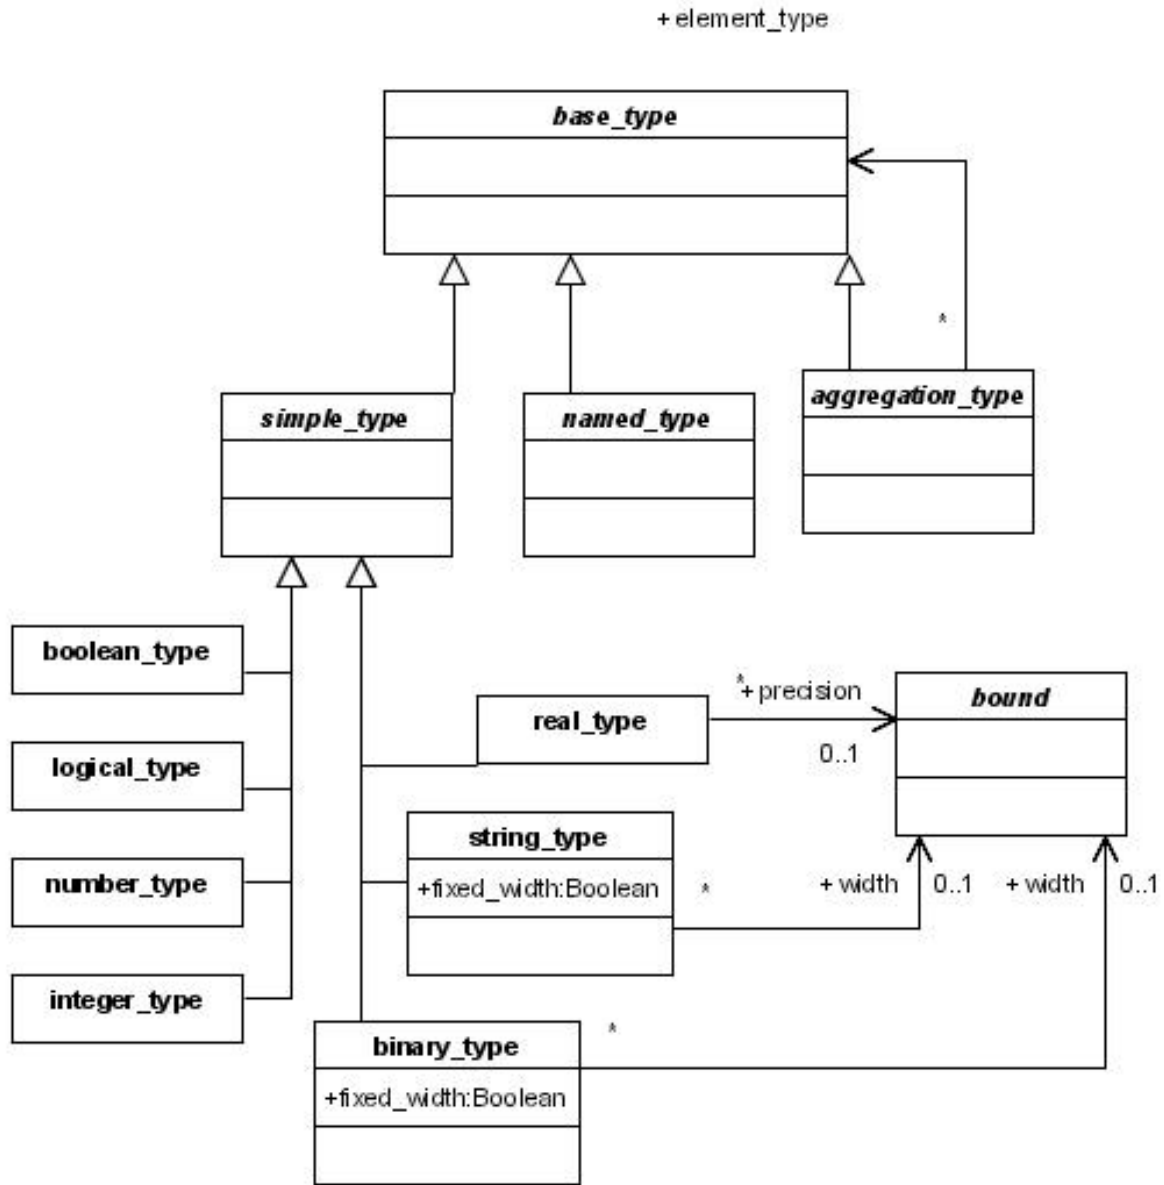 + element_type
base_type
*
simple_type
named_type
aggregation_type
boolean_type
logical_type
number_type
integer_type
real_type
*
+ precision
0..1
bound
string_type
+fixed_width:Boolean
*
+ width
0..1
+ width
0..1
binary_type
+fixed_width:Boolean
*